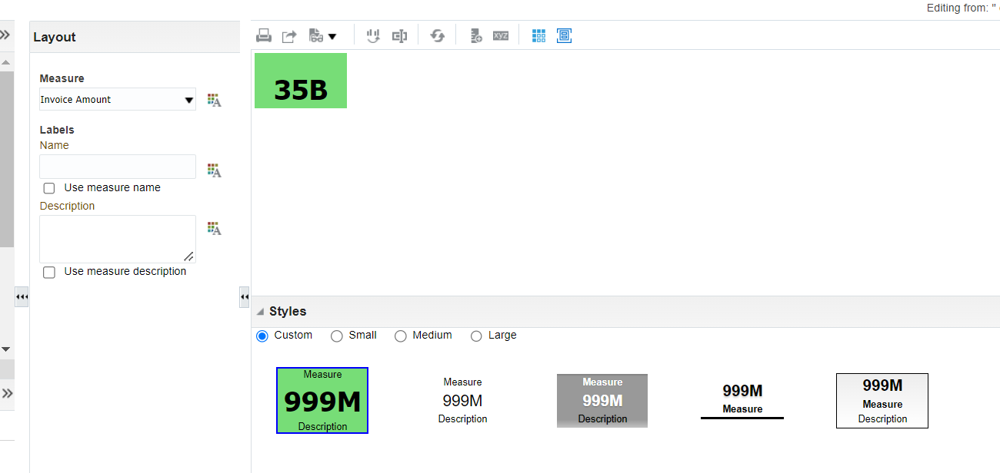 Editing from: "
Layout
Measure
Invoice Amount
Labels
Name
Use measure name
Description
Use measure description
xyz
35B
Styles
Custom
Small
Medium
Large
Measure
999M
Description
Measure
999M
Description
Measure
999M
Description
999M
Measure
999M
Measure
Description